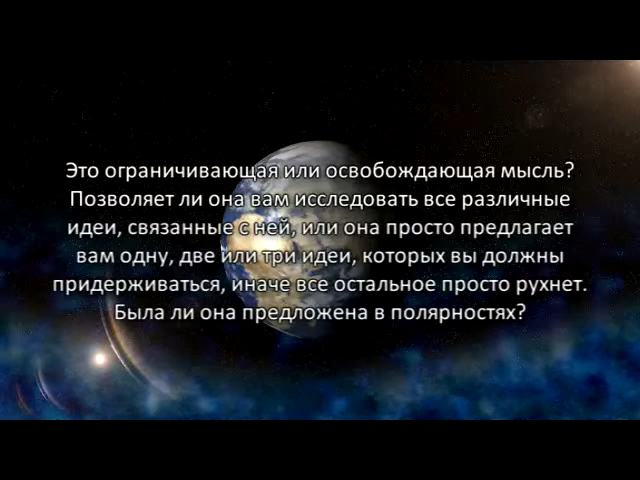 Это ограничивающая или освобождающая мысль?
Позволяет ли она вам исследовать все различные
идеи, связанные с ней, или она просто предлагает
вам одну, две или три идеи, которых вы должны
придерживаться, иначе все остальное просто рухнет.
Была ли она предложена в полярностях?